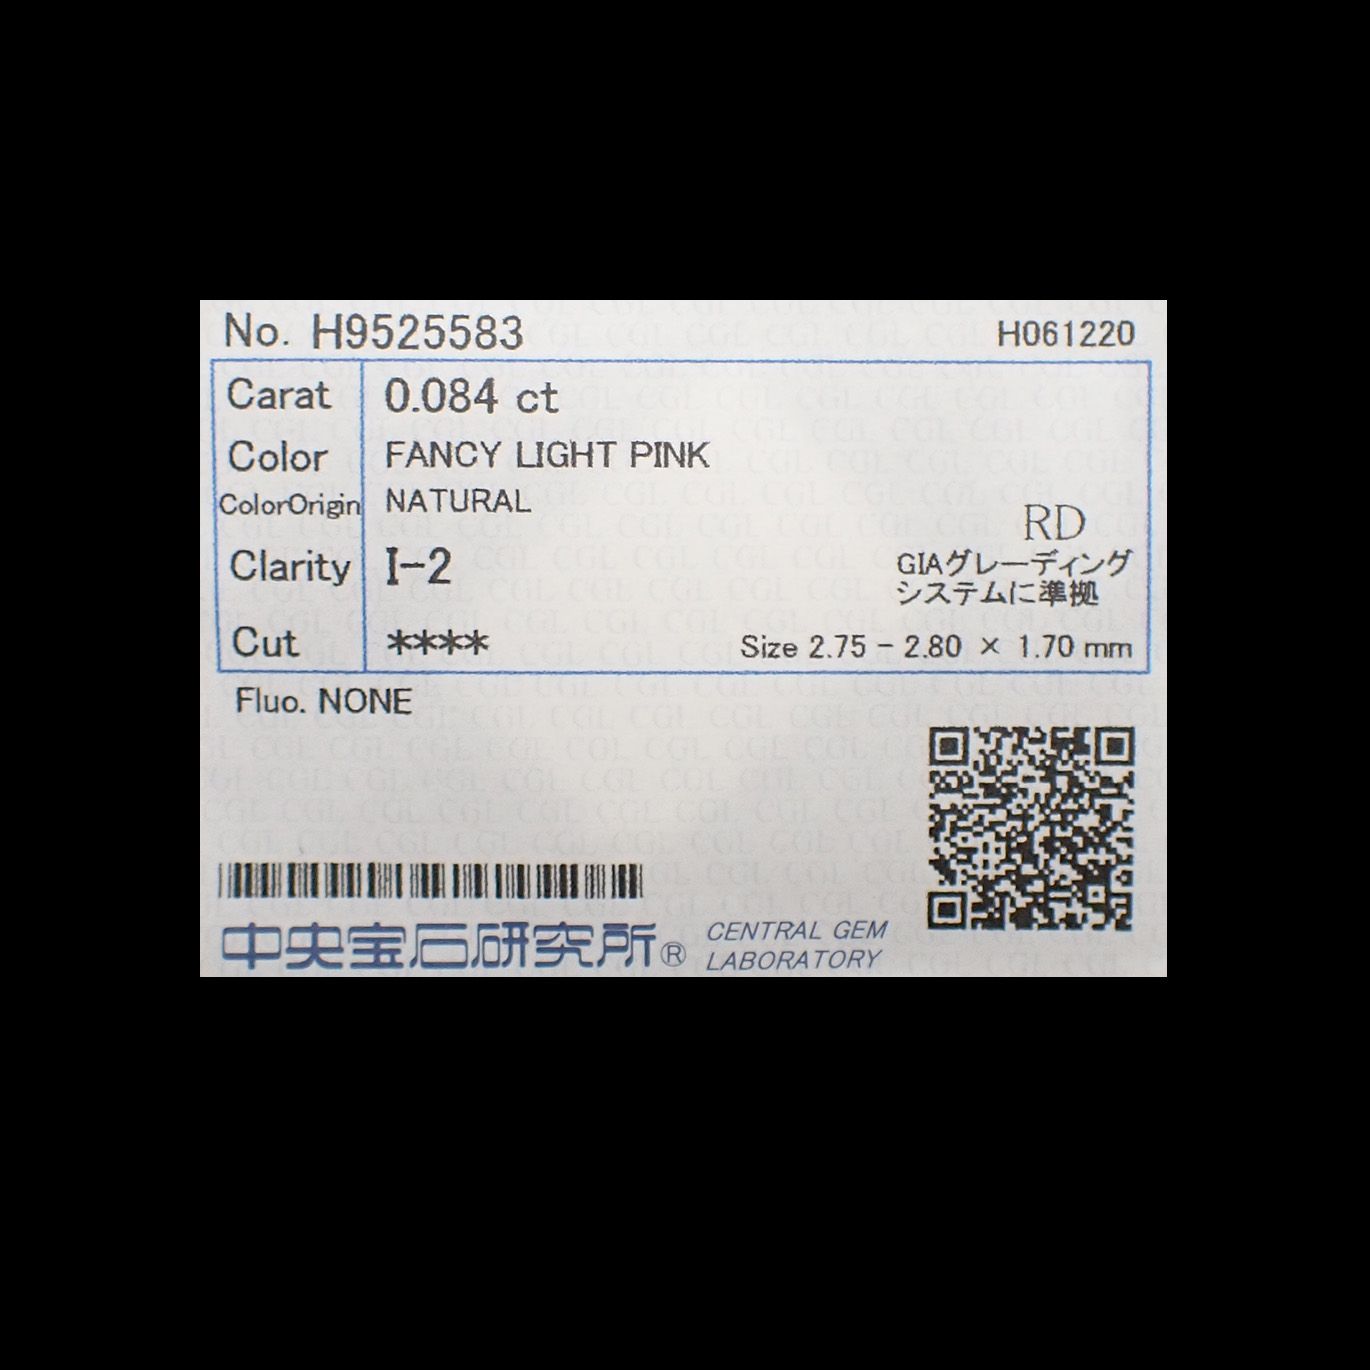 No. H9525583 H061220
Carat 0.084 ct
Color FANCY LIGHT PINK
ColorOrigin NATURAL
RD
Clarity I-2
GIAグレーディング
システムに準拠
Cut **** Size 2.75 - 2.80 × 1.70 mm
Fluo. NONE
中央宝石研究所® CENTRAL GEM
LABORATORY